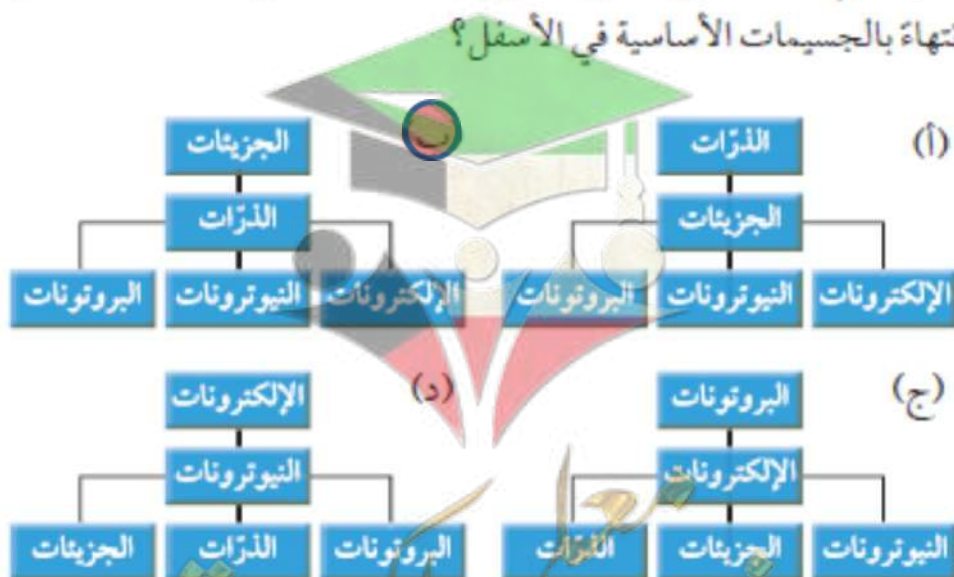 نتهاءً بالجسيمات الأساسية في الأسفل؟
(أ)
الذرّات
الجزيئات
الإلكترونات النيوترونات البروتونات
ب
الجزيئات
الذرّات
الإلكترونات النيوترونات البروتونات
(ج)
البروتونات
الإلكترونات
النيوترونات الجزيئات الذرّات
(د)
الإلكترونات
النيوترونات
البروتونات الذرّات الجزيئات